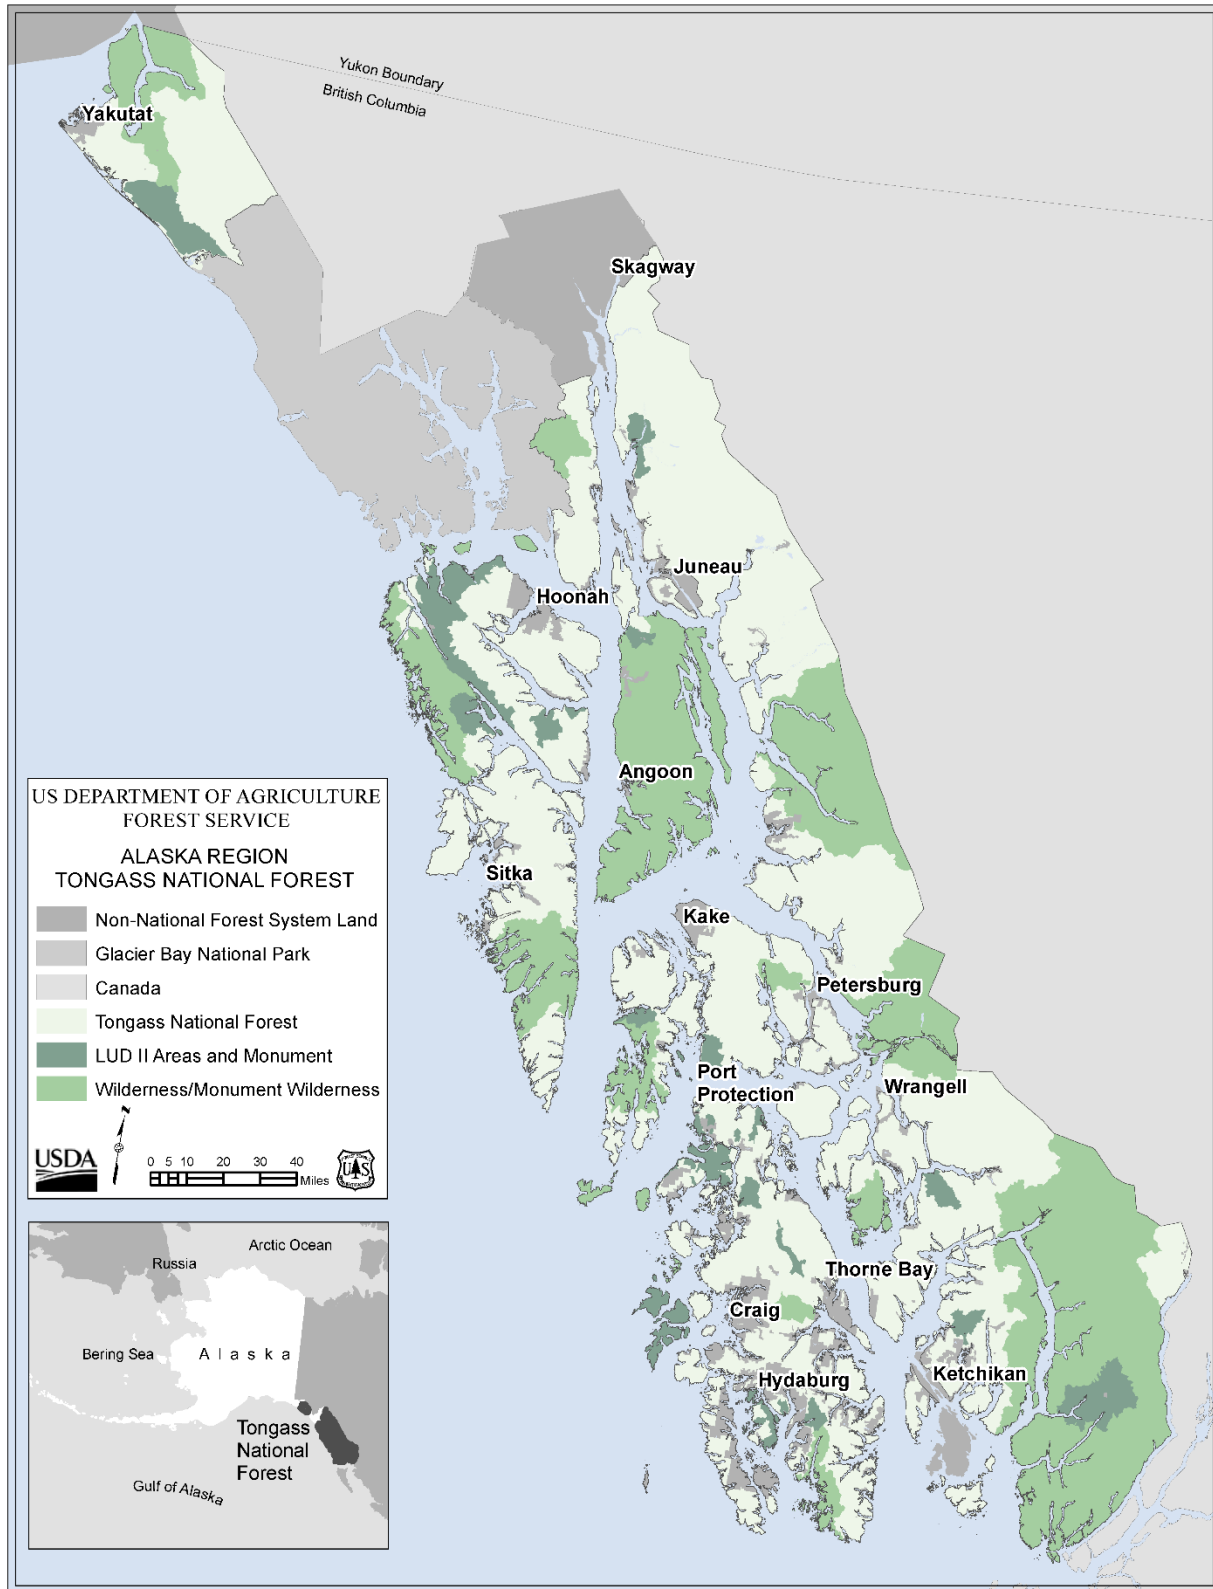 Yukon Boundary
British Columbia
Yakutat
Skagway
Juneau
Hoonah
Angoon
Sitka
Kake
Petersburg
Port
Protection
Wrangell
Thorne Bay
Craig
Hydaburg
Ketchikan
US DEPARTMENT OF AGRICULTURE
FOREST SERVICE
ALASKA REGION
TONGASS NATIONAL FOREST
Non-National Forest System Land
Glacier Bay National Park
Canada
Tongass National Forest
LUD II Areas and Monument
Wilderness/Monument Wilderness
N
USDA
0 5 10 20 30 40
Miles
U S
Arctic Ocean
Russia
Bering Sea
Alaska
Tongass
National
Forest
Gulf of Alaska